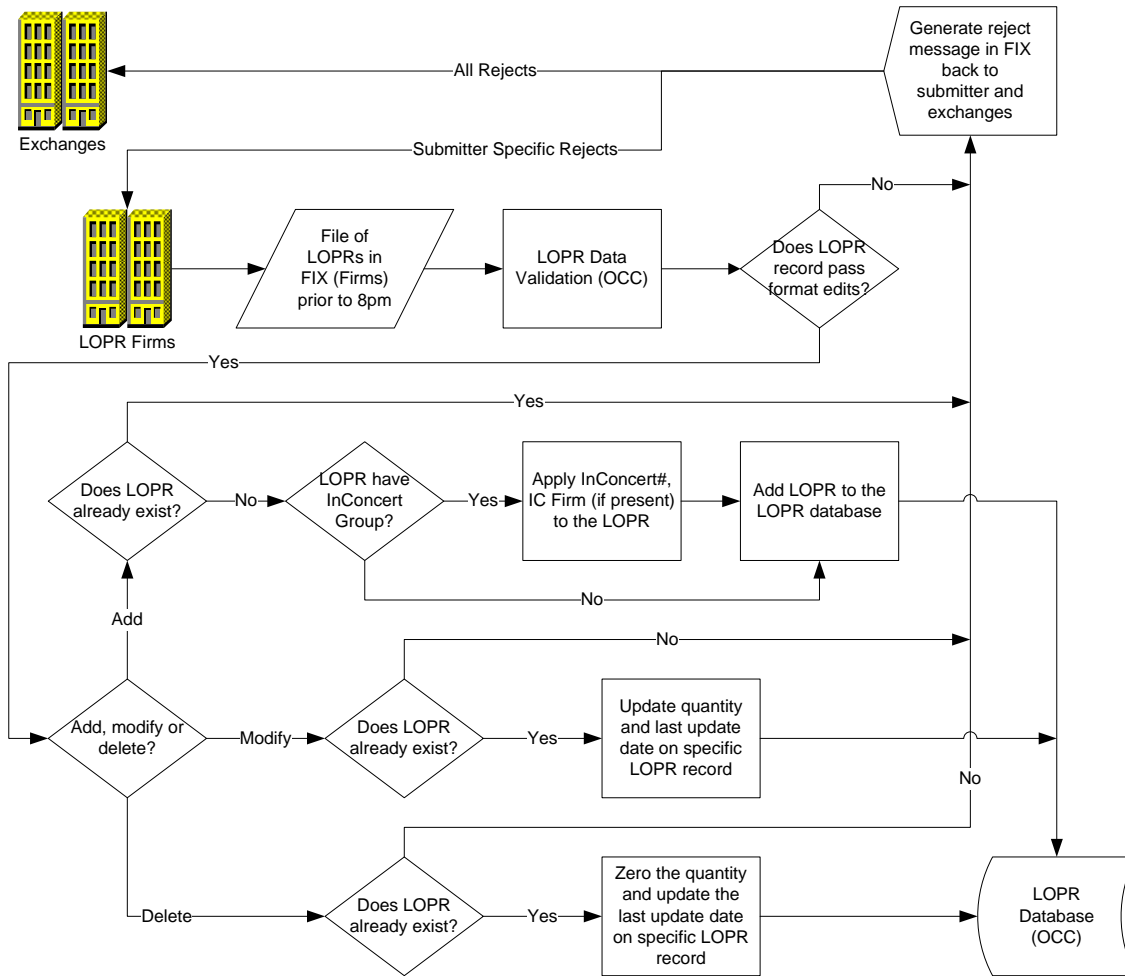 Generate reject
message in FIX
back to
submitter and
exchanges
All Rejects
Exchanges
Submitter Specific Rejects
No
File of
LOPRs in
FIX (Firms)
prior to 8pm
LOPR Data
Validation (OCC)
Does LOPR
record pass
format edits?
LOPR Firms
Yes
Yes
Does LOPR
already exist?
No
LOPR have
InConcert
Group?
Yes
Apply InConcert#,
IC Firm (if present)
to the LOPR
Add LOPR to the
LOPR database
No
Add
No
Add, modify or
delete?
Modify
Does LOPR
already exist?
Yes
Update quantity
and last update
date on specific
LOPR record
No
Delete
Does LOPR
already exist?
Yes
Zero the quantity
and update the
last update date
on specific LOPR
record
LOPR
Database
(OCC)